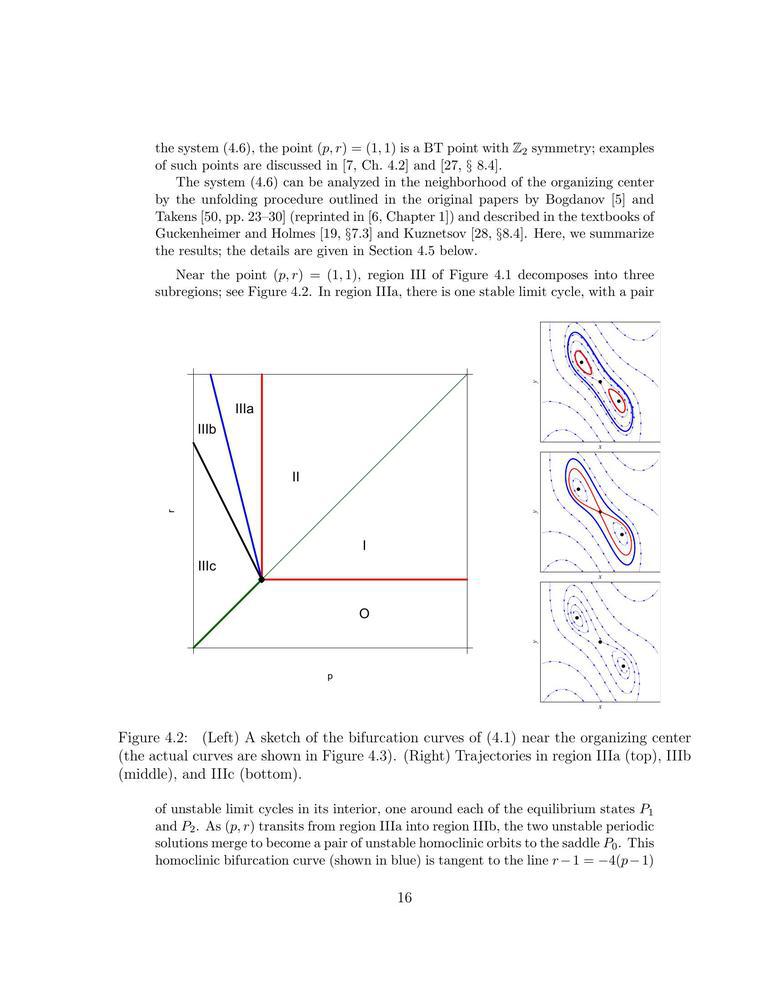 the system (4.6), the point (p, r) = (1, 1) is a BT point with ℤ₂ symmetry; examples
of such points are discussed in [7, Ch. 4.2] and [27, § 8.4].
The system (4.6) can be analyzed in the neighborhood of the organizing center
by the unfolding procedure outlined in the original papers by Bogdanov [5] and
Takens [50, pp. 23–30] (reprinted in [6, Chapter 1]) and described in the textbooks of
Guckenheimer and Holmes [19, §7.3] and Kuznetsov [28, §8.4]. Here, we summarize
the results; the details are given in Section 4.5 below.
Near the point (p, r) = (1, 1), region III of Figure 4.1 decomposes into three
subregions; see Figure 4.2. In region IIIa, there is one stable limit cycle, with a pair
IIIa
IIIb
II
r
I
IIIc
O
p
y
x
y
x
y
x
Figure 4.2: (Left) A sketch of the bifurcation curves of (4.1) near the organizing center
(the actual curves are shown in Figure 4.3). (Right) Trajectories in region IIIa (top), IIIb
(middle), and IIIc (bottom).
of unstable limit cycles in its interior, one around each of the equilibrium states P₁
and P₂. As (p, r) transits from region IIIa into region IIIb, the two unstable periodic
solutions merge to become a pair of unstable homoclinic orbits to the saddle P₀. This
homoclinic bifurcation curve (shown in blue) is tangent to the line r − 1 = −4(p − 1)
16